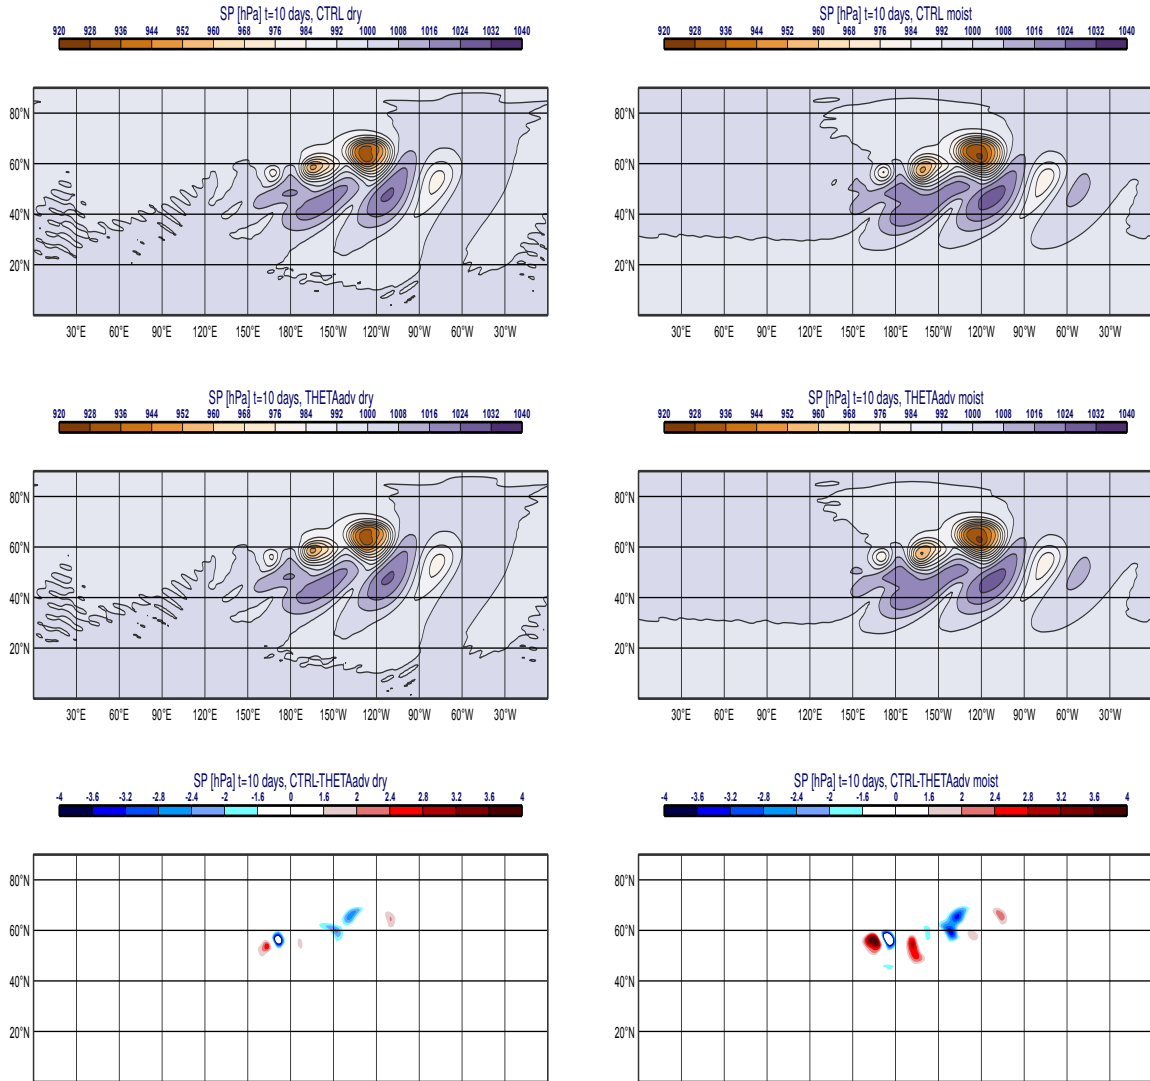 SP [hPa] t=10 days, CTRL dry
920 928 936 944 952 960 968 976 984 992 1000 1008 1016 1024 1032 1040
80°N
60°N
40°N
20°N
30°E 60°E 90°E 120°E 150°E 180°E 150°W 120°W 90°W 60°W 30°W
SP [hPa] t=10 days, CTRL moist
920 928 936 944 952 960 968 976 984 992 1000 1008 1016 1024 1032 1040
80°N
60°N
40°N
20°N
30°E 60°E 90°E 120°E 150°E 180°E 150°W 120°W 90°W 60°W 30°W
SP [hPa] t=10 days, THETAadv dry
920 928 936 944 952 960 968 976 984 992 1000 1008 1016 1024 1032 1040
80°N
60°N
40°N
20°N
30°E 60°E 90°E 120°E 150°E 180°E 150°W 120°W 90°W 60°W 30°W
SP [hPa] t=10 days, THETAadv moist
920 928 936 944 952 960 968 976 984 992 1000 1008 1016 1024 1032 1040
80°N
60°N
40°N
20°N
30°E 60°E 90°E 120°E 150°E 180°E 150°W 120°W 90°W 60°W 30°W
SP [hPa] t=10 days, CTRL-THETAadv dry
-4 -3.6 -3.2 -2.8 -2.4 -2 -1.6 0 1.6 2 2.4 2.8 3.2 3.6 4
80°N
60°N
40°N
20°N
SP [hPa] t=10 days, CTRL-THETAadv moist
-4 -3.6 -3.2 -2.8 -2.4 -2 -1.6 0 1.6 2 2.4 2.8 3.2 3.6 4
80°N
60°N
40°N
20°N